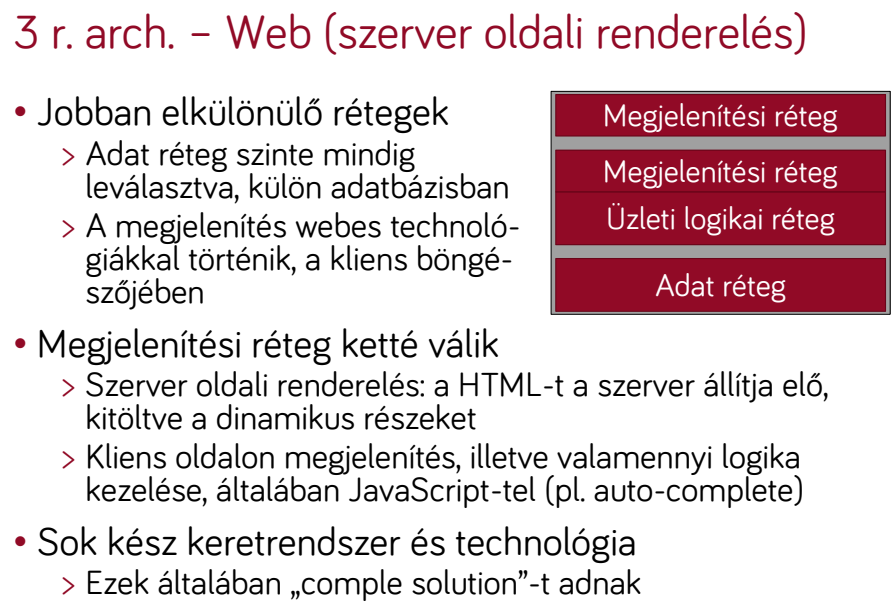 3 r. arch. – Web (szerver oldali renderelés)
• Jobban elkülönülő rétegek
> Adat réteg szinte mindig
leválasztva, külön adatbázisban
> A megjelenítés webes technoló-
giákkal történik, a kliens böngé-
szőjében
Megjelenítési réteg
Megjelenítési réteg
Üzleti logikai réteg
Adat réteg
• Megjelenítési réteg ketté válik
> Szerver oldali renderelés: a HTML-t a szerver állítja elő,
kitöltve a dinamikus részeket
> Kliens oldalon megjelenítés, illetve valamennyi logika
kezelése, általában JavaScript-tel (pl. auto-complete)
• Sok kész keretrendszer és technológia
> Ezek általában „comple solution”-t adnak